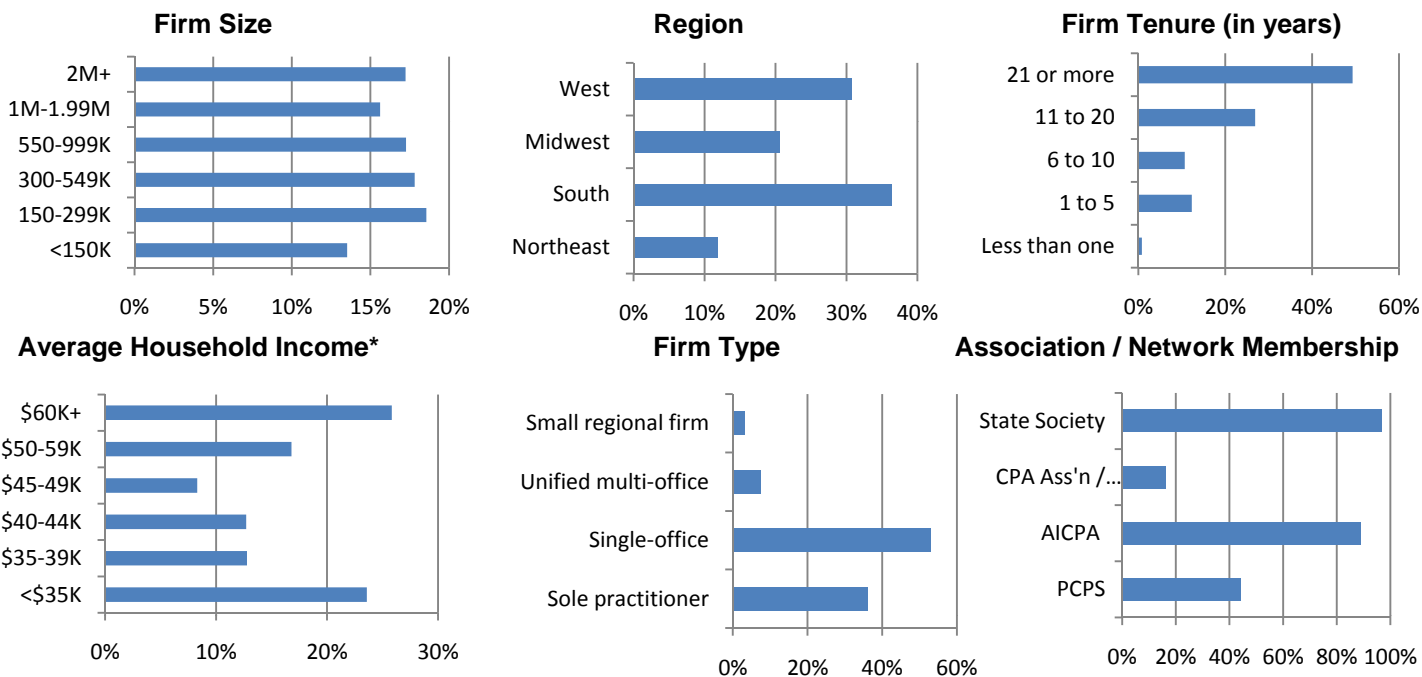 Firm Size
2M+
1M-1.99M
550-999K
300-549K
150-299K
<150K
0% 5% 10% 15% 20%
Region
West
Midwest
South
Northeast
0% 10% 20% 30% 40%
Firm Tenure (in years)
21 or more
11 to 20
6 to 10
1 to 5
Less than one
0% 20% 40% 60%
Average Household Income*
$60K+
$50-59K
$45-49K
$40-44K
$35-39K
<$35K
0% 10% 20% 30%
Firm Type
Small regional firm
Unified multi-office
Single-office
Sole practitioner
0% 20% 40% 60%
Association / Network Membership
State Society
CPA Ass'n /...
AICPA
PCPS
0% 20% 40% 60% 80% 100%